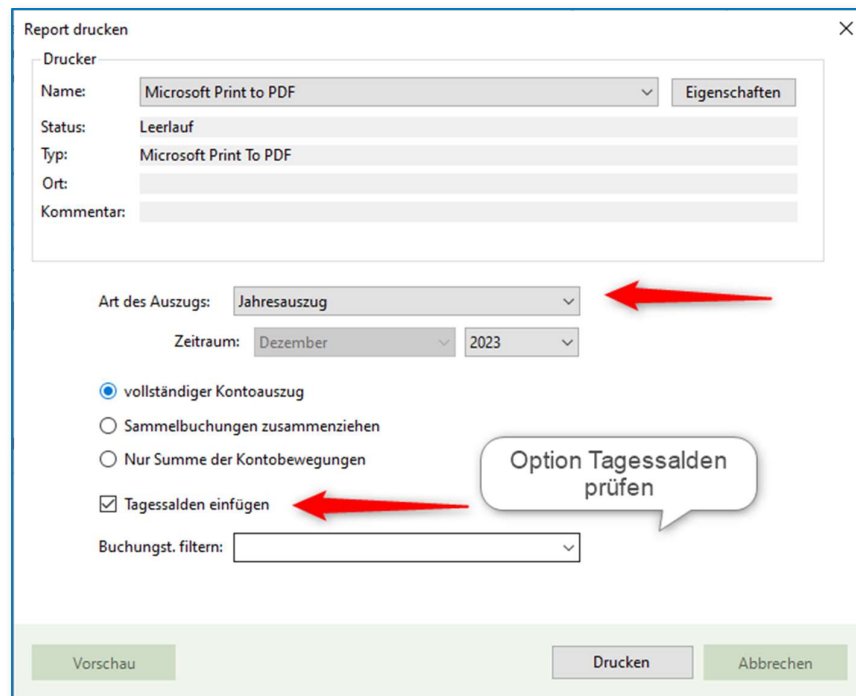 Report drucken
Drucker
Name: Microsoft Print to PDF Eigenschaften
Status: Leerlauf
Typ: Microsoft Print To PDF
Ort:
Kommentar:
Art des Auszugs: Jahresauszug
Zeitraum: Dezember 2023
vollständiger Kontoauszug
Sammelbuchungen zusammenziehen
Nur Summe der Kontobewegungen
Option Tagessalden
prüfen
Tagessalden einfügen
Buchungst. filtern:
Vorschau Drucken Abbrechen